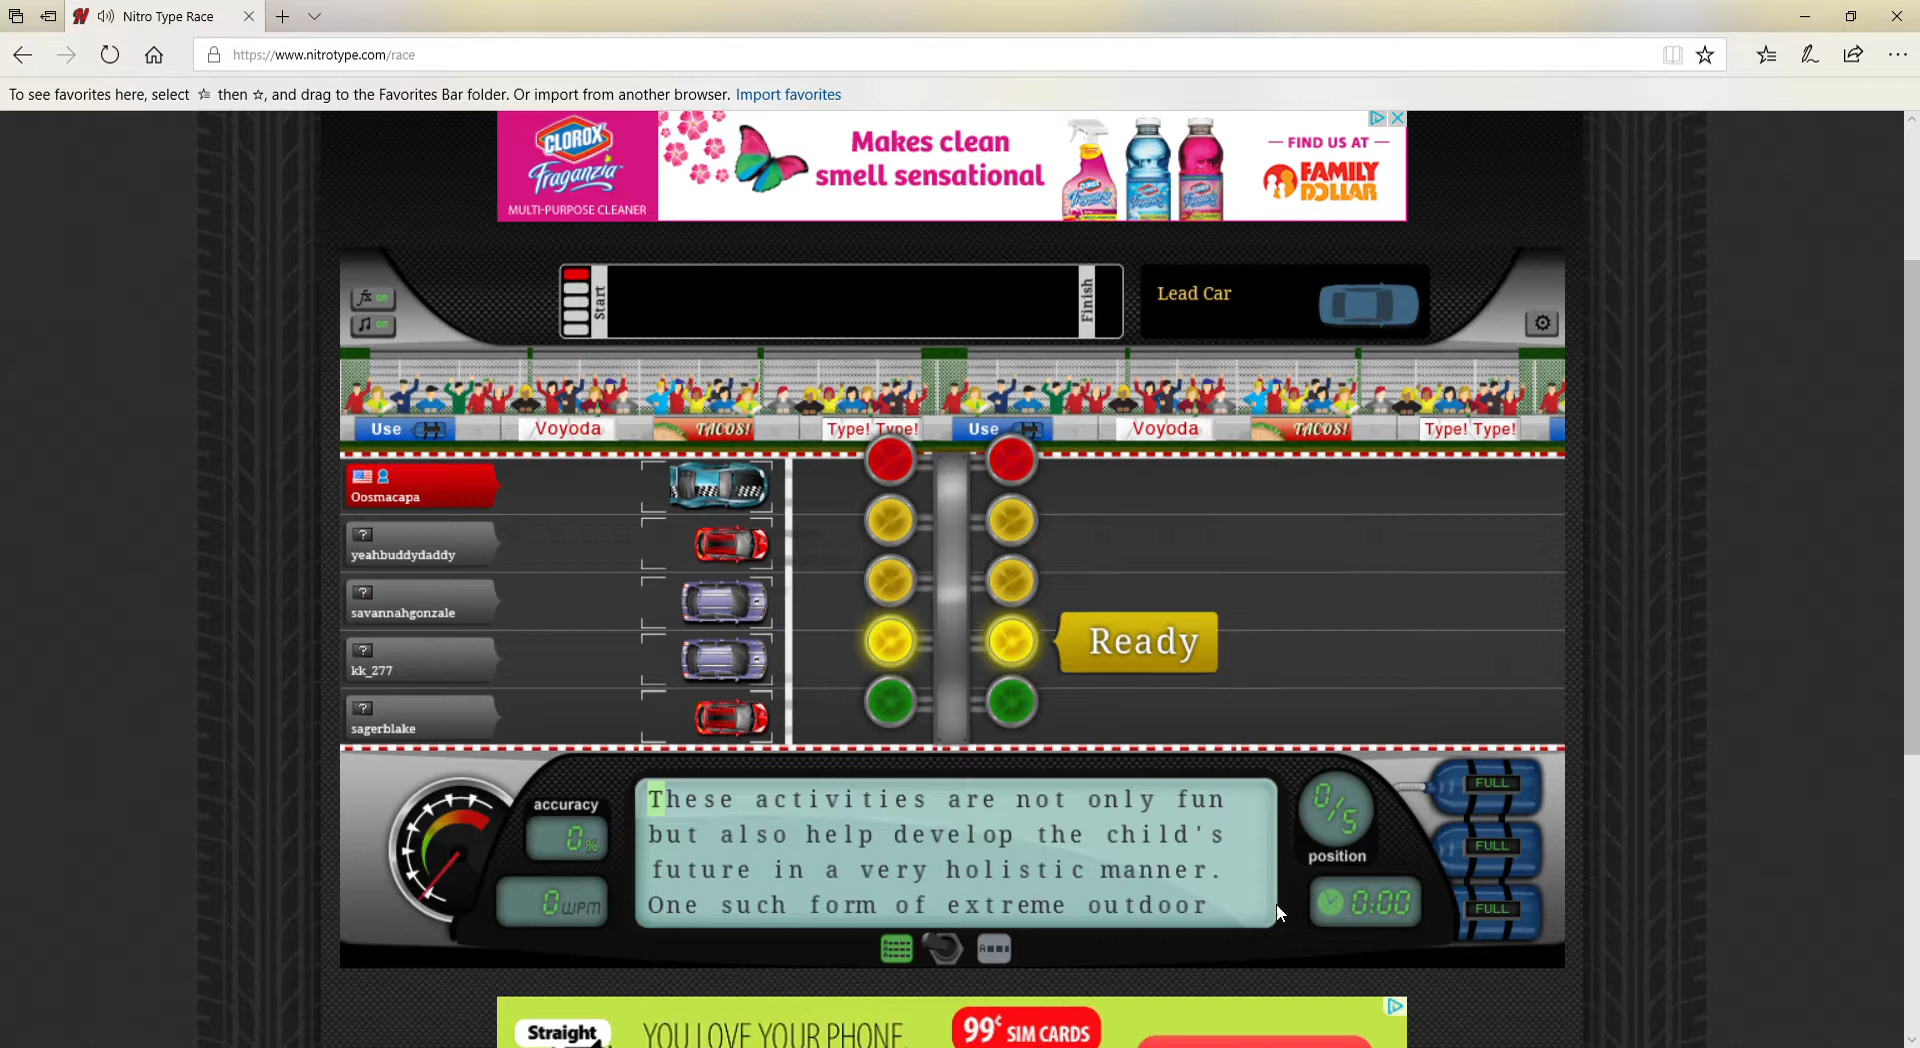 Nitro Type Race
https://www.nitrotype.com/race
To see favorites here, select then , and drag to the Favorites Bar folder. Or import from another browser. Import favorites
CLOROX
Fraganzia
MULTI-PURPOSE CLEANER
Makes clean
smell sensational
FIND US AT
FAMILY
DOLLAR
fx on
on
Start
Finish
Lead Car
Use
Voyoda
TACOS!
Type! Type!
Use
Voyoda
TACOS!
Type! Type!
Oosmacapa
?
yeahbuddydaddy
?
savannahgonzale
?
kk_277
?
sagerblake
Ready
accuracy
0%
0 WPM
These activities are not only fun
but also help develop the child's
future in a very holistic manner.
One such form of extreme outdoor
0/5
position
0:00
FULL
FULL
FULL
Straight
YOU LOVE YOUR PHONE.
99¢ SIM CARDS